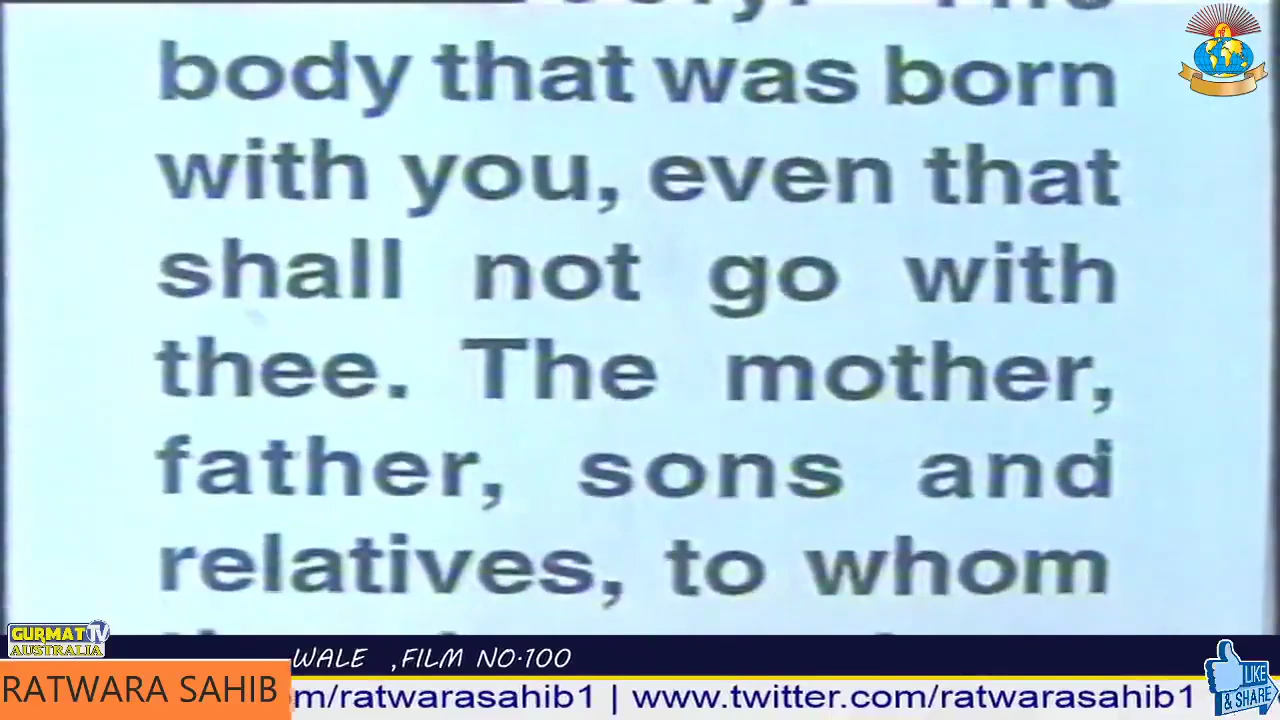 body that was born
with you, even that
shall not go with
thee. The mother,
father, sons and
relatives, to whom
GURMAT TV
AUSTRALIA
WALE ,FILM NO.100
RATWARA SAHIB
m/ratwarasahib1 | www.twitter.com/ratwarasahib1
LIKE
& SHARE